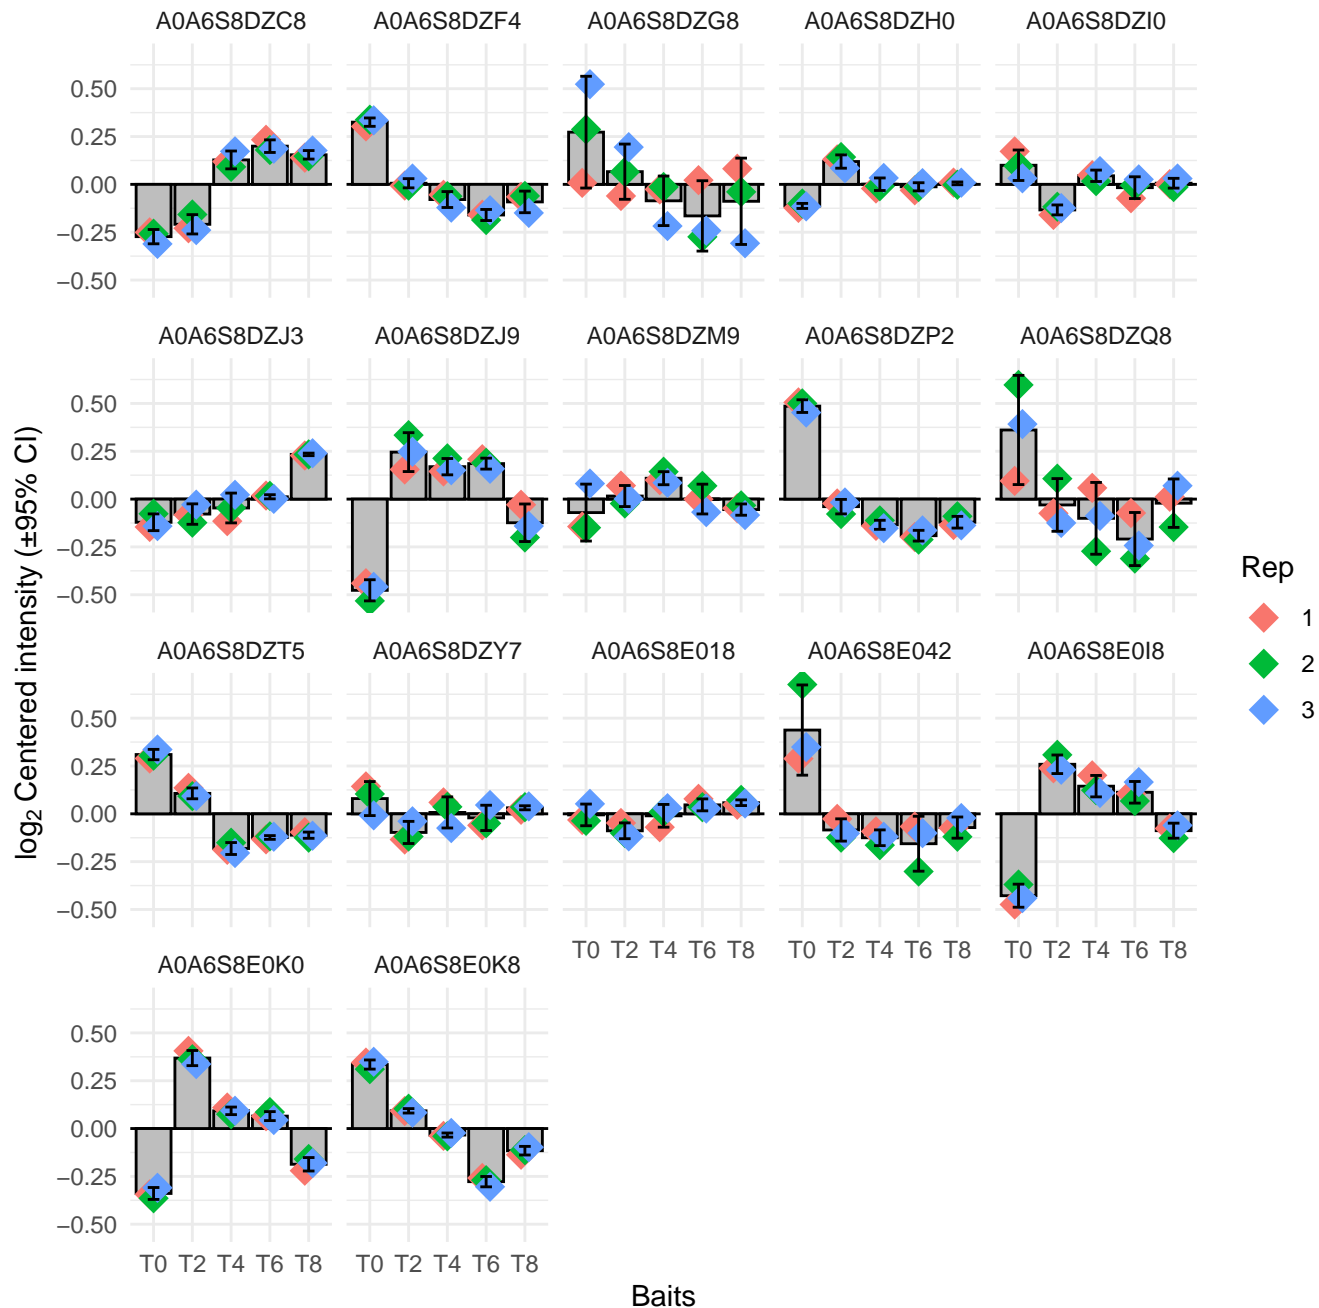 A0A6S8DZC8 A0A6S8DZF4 A0A6S8DZG8 A0A6S8DZH0 A0A6S8DZI0
0.50
0.25
0.00
−0.25
−0.50
A0A6S8DZJ3 A0A6S8DZJ9 A0A6S8DZM9 A0A6S8DZP2 A0A6S8DZQ8
0.50
0.25
0.00
−0.25
−0.50
A0A6S8DZT5 A0A6S8DZY7 A0A6S8E018 A0A6S8E042 A0A6S8E0I8
0.50
0.25
0.00
−0.25
−0.50
T0 T2 T4 T6 T8 T0 T2 T4 T6 T8 T0 T2 T4 T6 T8
A0A6S8E0K0 A0A6S8E0K8
0.50
0.25
0.00
−0.25
−0.50
T0 T2 T4 T6 T8 T0 T2 T4 T6 T8
Baits
log₂ Centered intensity (±95% CI)
Rep
1
2
3